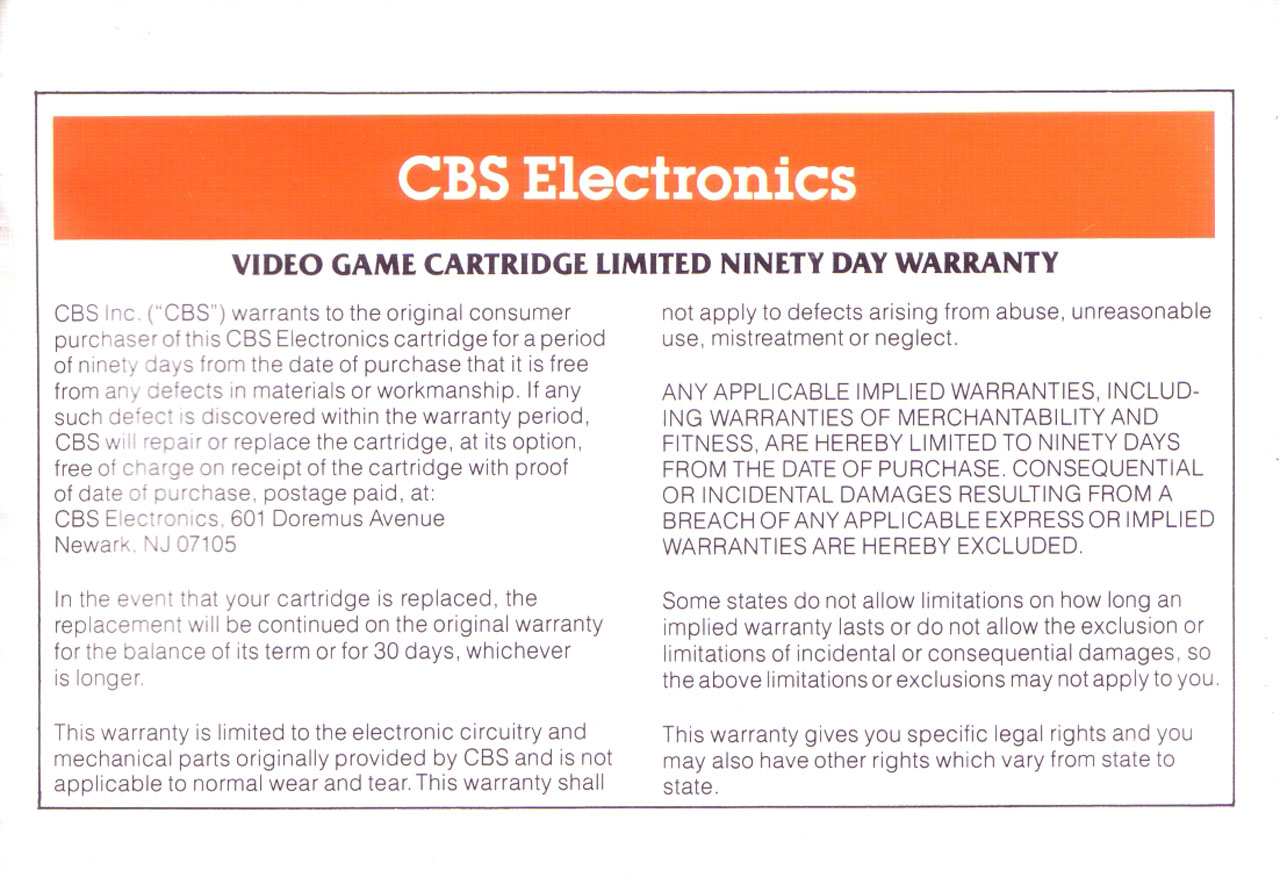 CBS Electronics
VIDEO GAME CARTRIDGE LIMITED NINETY DAY WARRANTY
CBS Inc. ("CBS") warrants to the original consumer
purchaser of this CBS Electronics cartridge for a period
of ninety days from the date of purchase that it is free
from any defects in materials or workmanship. If any
such defect is discovered within the warranty period,
CBS will repair or replace the cartridge, at its option,
free of charge on receipt of the cartridge with proof
of date of purchase, postage paid, at:
CBS Electronics, 601 Doremus Avenue
Newark, NJ 07105
In the event that your cartridge is replaced, the
replacement will be continued on the original warranty
for the balance of its term or for 30 days, whichever
is longer.
This warranty is limited to the electronic circuitry and
mechanical parts originally provided by CBS and is not
applicable to normal wear and tear. This warranty shall
not apply to defects arising from abuse, unreasonable
use, mistreatment or neglect.
ANY APPLICABLE IMPLIED WARRANTIES, INCLUD-
ING WARRANTIES OF MERCHANTABILITY AND
FITNESS, ARE HEREBY LIMITED TO NINETY DAYS
FROM THE DATE OF PURCHASE. CONSEQUENTIAL
OR INCIDENTAL DAMAGES RESULTING FROM A
BREACH OF ANY APPLICABLE EXPRESS OR IMPLIED
WARRANTIES ARE HEREBY EXCLUDED.
Some states do not allow limitations on how long an
implied warranty lasts or do not allow the exclusion or
limitations of incidental or consequential damages, so
the above limitations or exclusions may not apply to you.
This warranty gives you specific legal rights and you
may also have other rights which vary from state to
state.